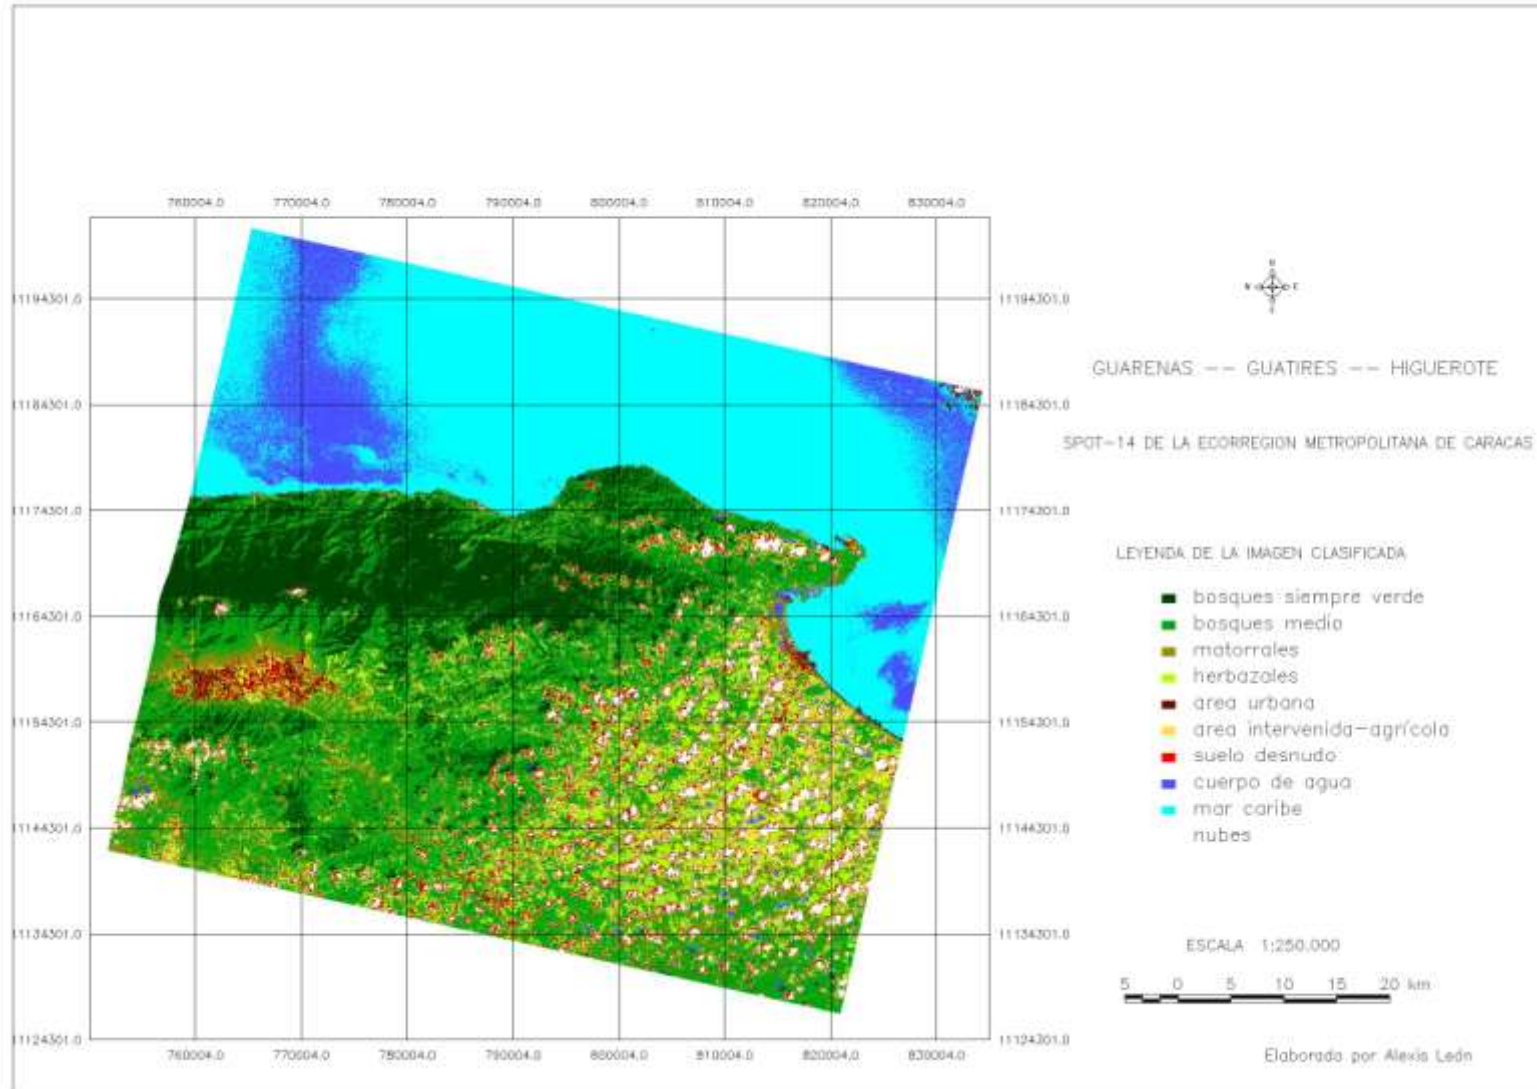 760004.0 770004.0 780004.0 790004.0 800004.0 810004.0 820004.0 830004.0
11194301.0 11194301.0
11184301.0 11184301.0
11174301.0 11174301.0
11164301.0 11164301.0
11154301.0 11154301.0
11144301.0 11144301.0
11134301.0 11134301.0
11124301.0 11124301.0
760004.0 770004.0 780004.0 790004.0 800004.0 810004.0 820004.0 830004.0
GUARENAS -- GUATIRES -- HIGUEROTE
SPOT-14 DE LA ECORREGION METROPOLITANA DE CARACAS
LEYENDA DE LA IMAGEN CLASIFICADA
bosques siempre verde
bosques medio
matorrales
herbazales
area urbana
area intervenida-agrícola
suelo desnudo
cuerpo de agua
mar caribe
nubes
ESCALA 1:250.000
5 0 5 10 15 20 km
Elaborado por Alexis León